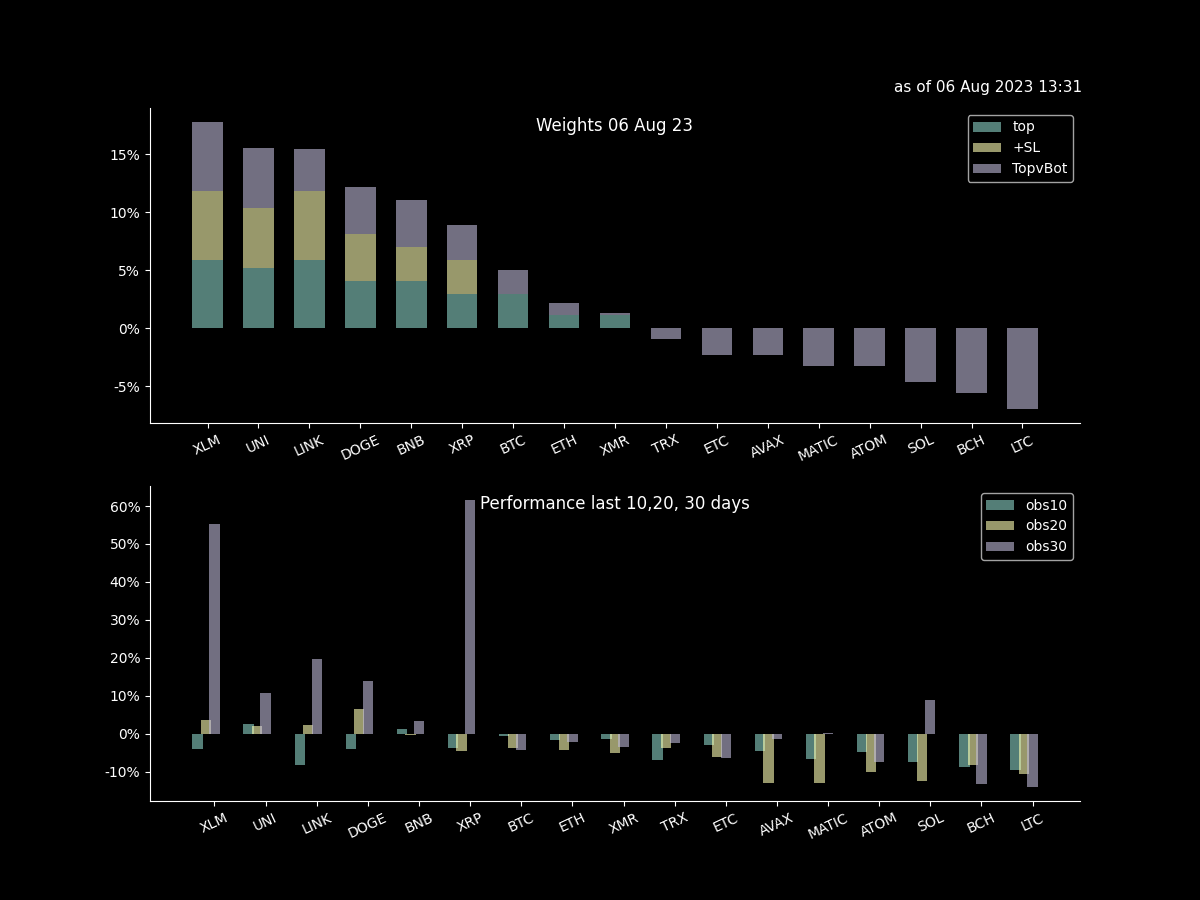 as of 06 Aug 2023 13:31
Weights 06 Aug 23
top
+SL
TopvBot
15%
10%
5%
0%
-5%
XLM UNI LINK DOGE BNB XRP BTC ETH XMR TRX ETC AVAX MATIC ATOM SOL BCH LTC
Performance last 10,20, 30 days
obs10
obs20
obs30
60%
50%
40%
30%
20%
10%
0%
-10%
XLM UNI LINK DOGE BNB XRP BTC ETH XMR TRX ETC AVAX MATIC ATOM SOL BCH LTC